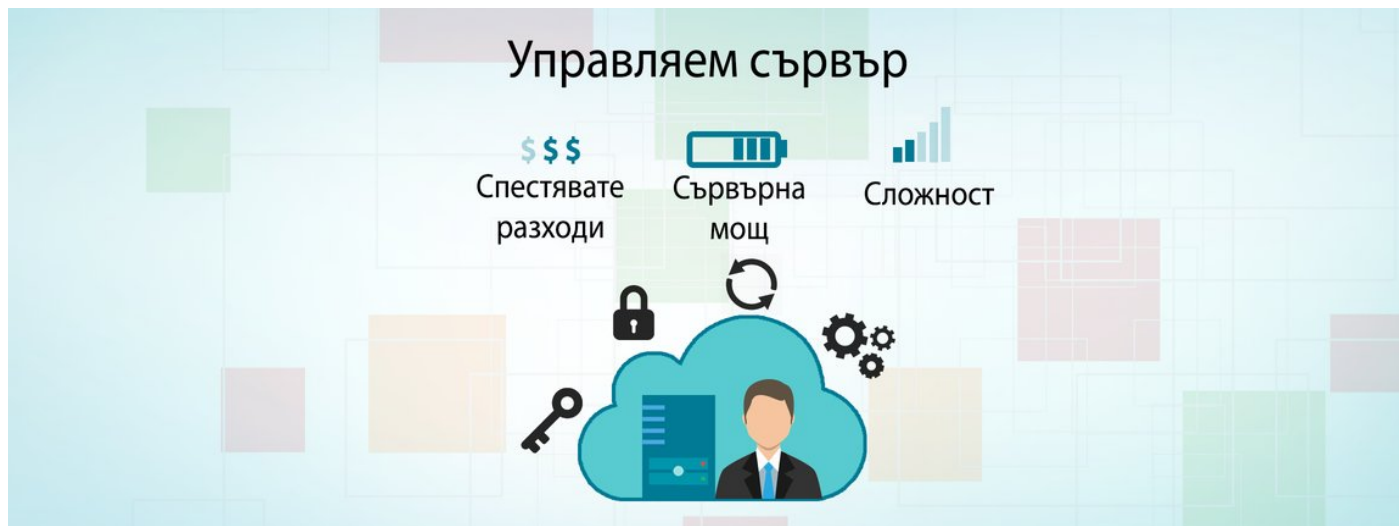 Управляем сървър
$$$
Спестявате
разходи
Сървърна
мощ
Сложност